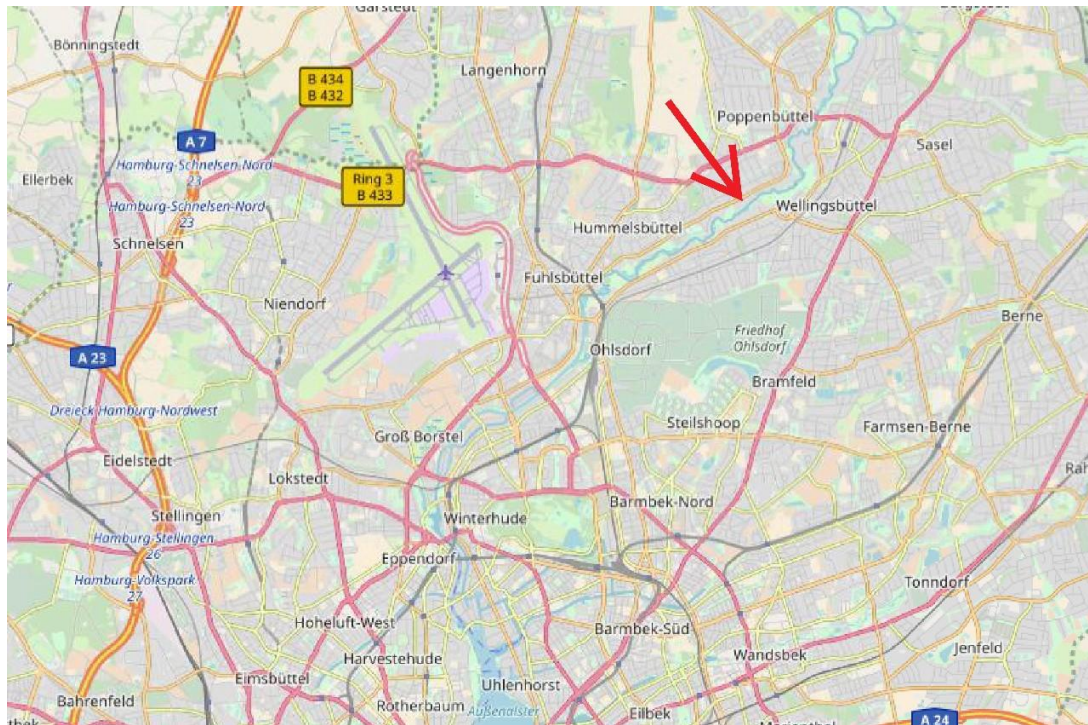 Garstedt
Bönningstedt
Langenhorn
B 434
B 432
Poppenbüttel
A 7
Sasel
Hamburg-Schnelsen-Nord
23
Ellerbek
Ring 3
B 433
Hamburg-Schnelsen-Nord
23
Wellingsbüttel
Hummelsbüttel
Schnelsen
Fuhlsbüttel
Niendorf
Berne
Friedhof
Ohlsdorf
Ohlsdorf
A 23
Bramfeld
Dreieck Hamburg-Nordwest
Steilshoop
Farmsen-Berne
Groß Borstel
Eidelstedt
Rah
Lokstedt
Barmbek-Nord
Stellingen
Winterhude
Hamburg-Stellingen
26
Eppendorf
Hamburg-Volkspark
27
Tonndorf
Hoheluft-West
Barmbek-Süd
Jenfeld
Harvestehude
Wandsbek
Eimsbüttel
Uhlenhorst
Bahrenfeld
Rotherbaum
Außenalster
Eilbek
A 24